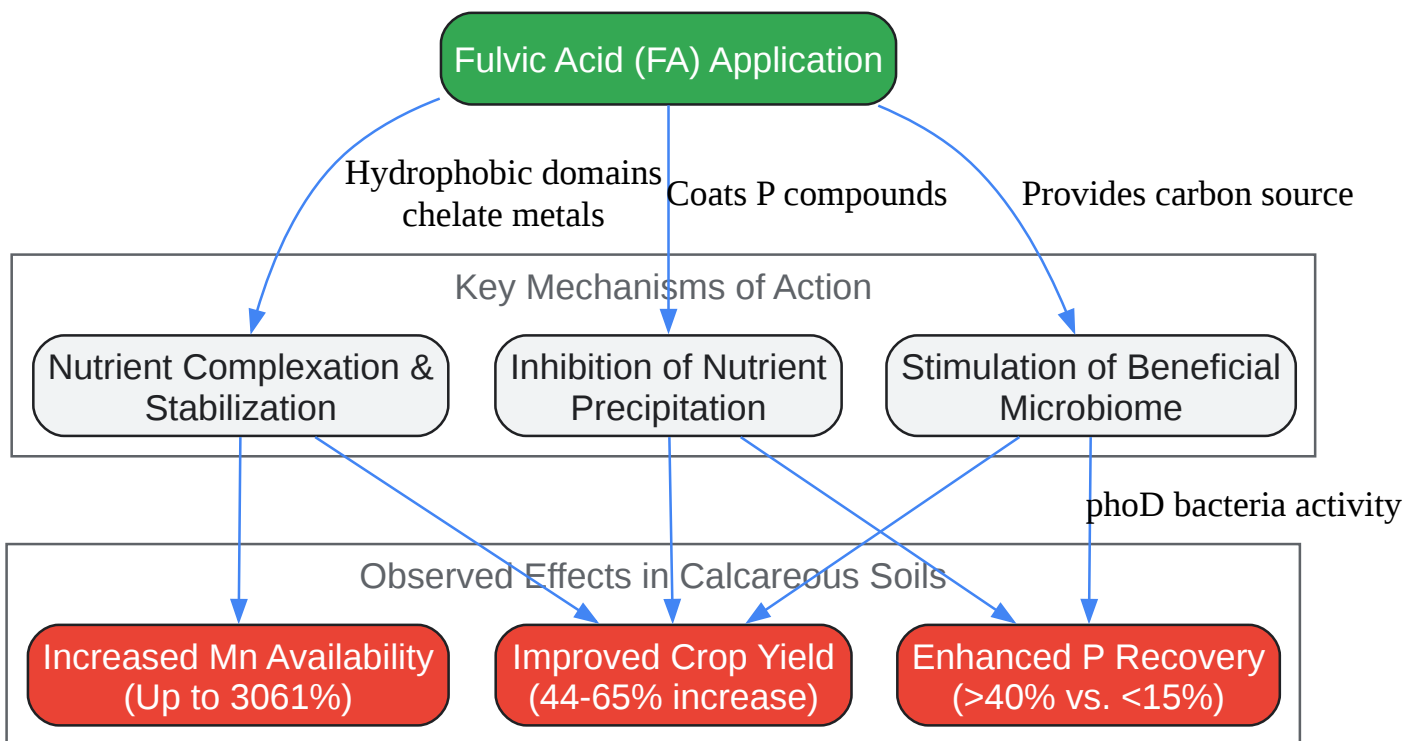 Fulvic Acid (FA) Application
Hydrophobic domains
chelate metals
Coats P compounds
Provides carbon source
Key Mechanisms of Action
Nutrient Complexation &
Stabilization
Inhibition of Nutrient
Precipitation
Stimulation of Beneficial
Microbiome
phoD bacteria activity
Observed Effects in Calcareous Soils
Increased Mn Availability
(Up to 3061%)
Improved Crop Yield
(44-65% increase)
Enhanced P Recovery
(>40% vs. <15%)